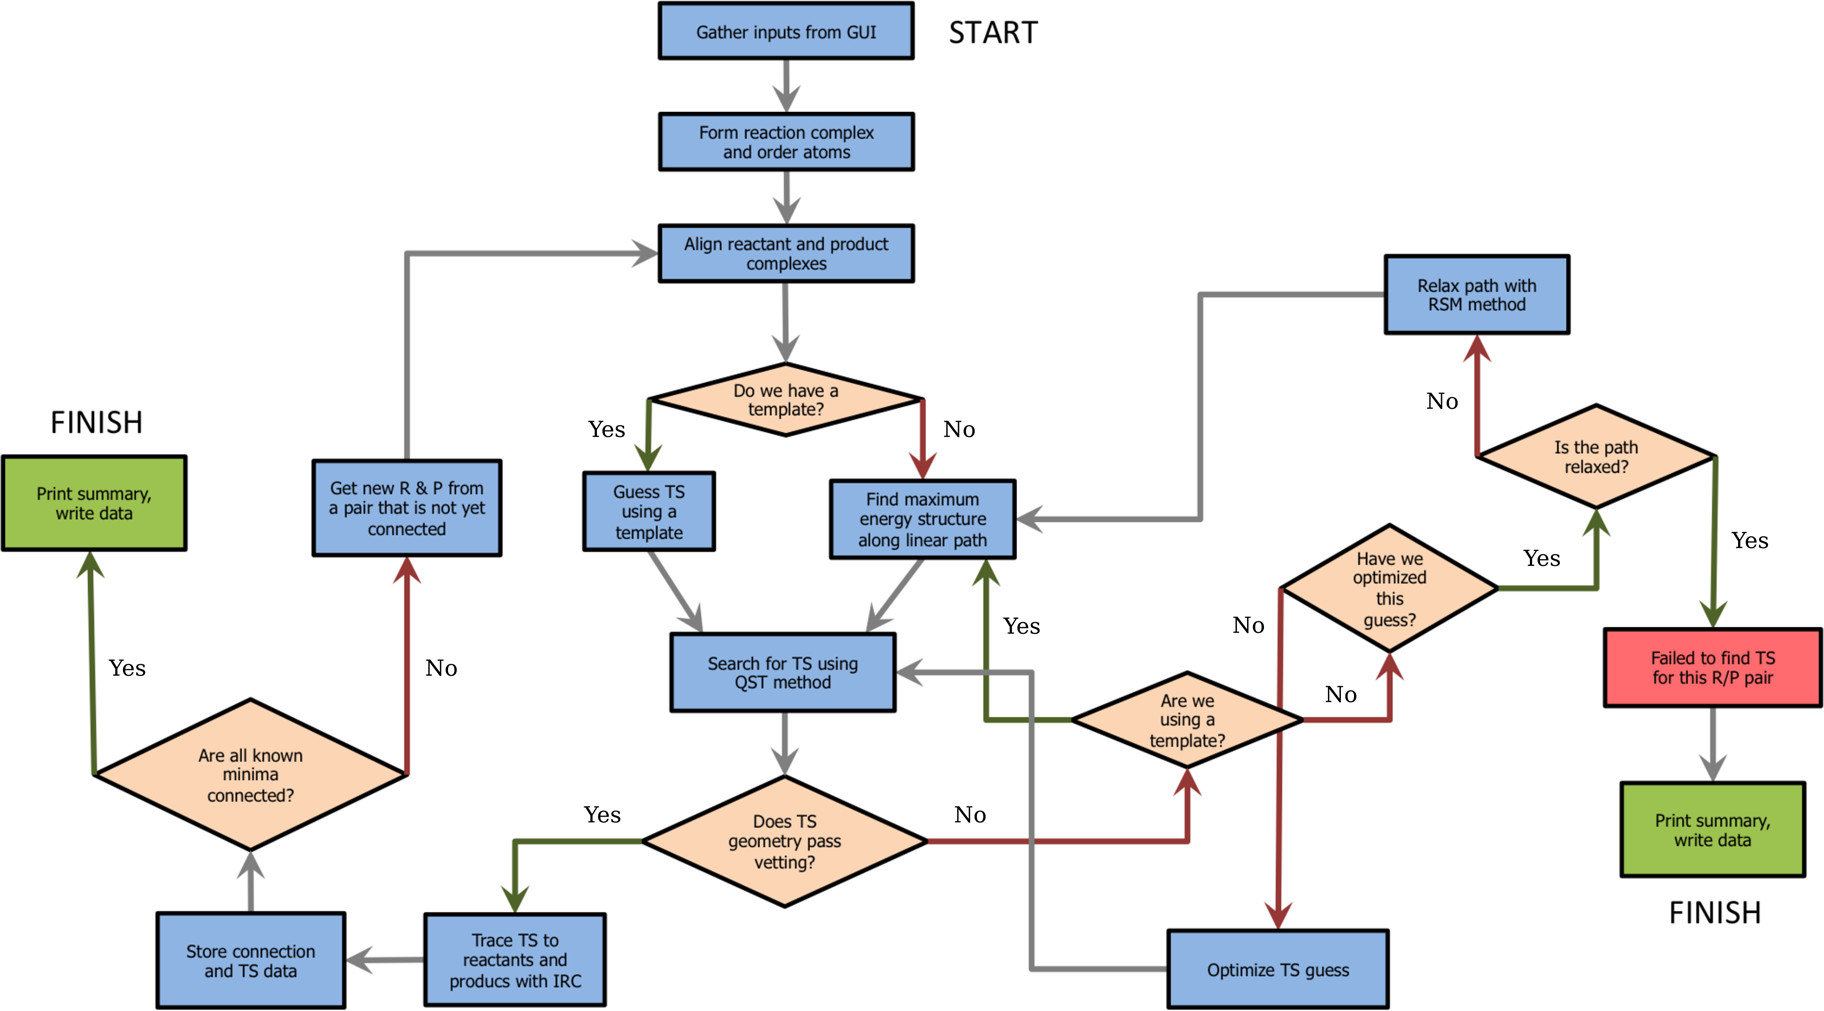 Gather inputs from GUI
START
Form reaction complex
and order atoms
Align reactant and product
complexes
Relax path with
RSM method
Do we have a
template?
Yes
No
No
Is the path
relaxed?
FINISH
Print summary,
write data
Get new R & P from
a pair that is not yet
connected
Guess TS
using a
template
Find maximum
energy structure
along linear path
Have we
optimized
this
guess?
Yes
Yes
No
Yes
Search for TS using
QST method
Yes
No
Are we
using a
template?
No
Failed to find TS
for this R/P pair
Are all known
minima
connected?
Does TS
geometry pass
vetting?
Yes
No
Print summary,
write data
FINISH
Store connection
and TS data
Trace TS to
reactants and
producs with IRC
Optimize TS guess